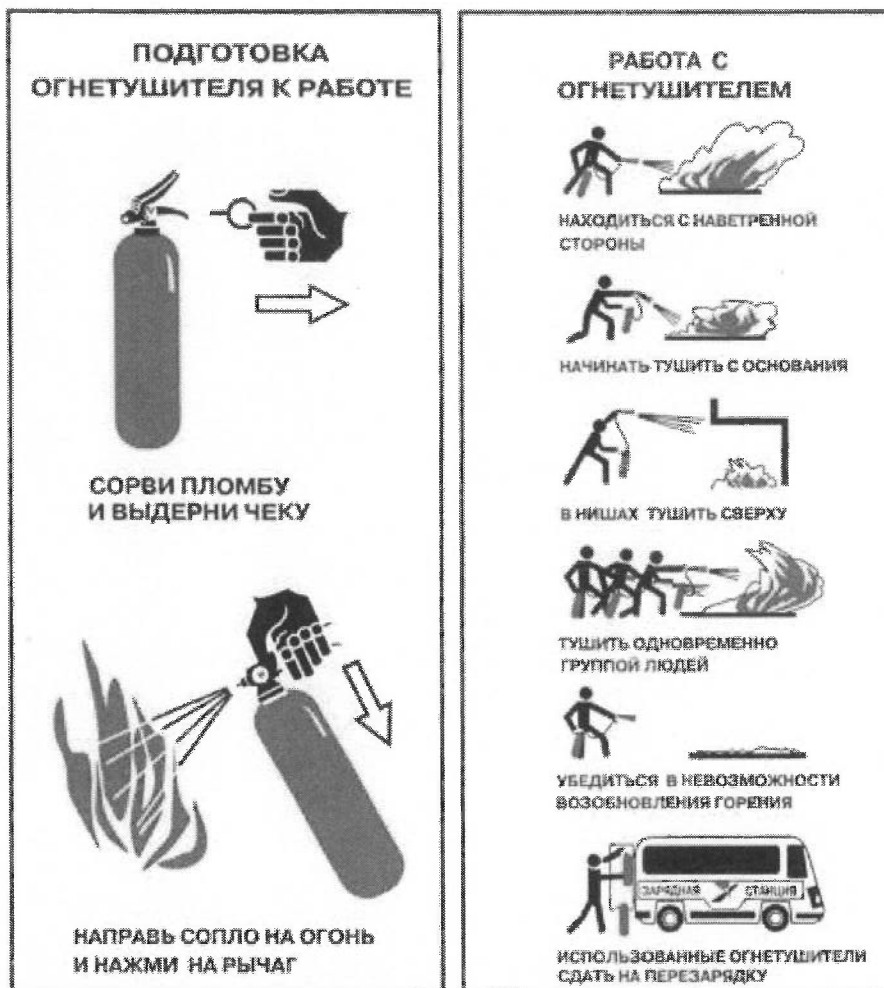 ПОДГОТОВКА
ОГНЕТУШИТЕЛЯ К РАБОТЕ
СОРВИ ПЛОМБУ
И ВЫДЕРНИ ЧЕКУ
НАПРАВЬ СОПЛО НА ОГОНЬ
И НАЖМИ НА РЫЧАГ
РАБОТА С
ОГНЕТУШИТЕЛЕМ
НАХОДИТЬСЯ С НАВЕТРЕННОЙ
СТОРОНЫ
НАЧИНАТЬ ТУШИТЬ С ОСНОВАНИЯ
В НИШАХ ТУШИТЬ СВЕРХУ
ТУШИТЬ ОДНОВРЕМЕННО
ГРУППОЙ ЛЮДЕЙ
УБЕДИТЬСЯ В НЕВОЗМОЖНОСТИ
ВОЗОБНОВЛЕНИЯ ГОРЕНИЯ
ЗАРЯДНАЯ СТАНЦИЯ
ИСПОЛЬЗОВАННЫЕ ОГНЕТУШИТЕЛИ
СДАТЬ НА ПЕРЕЗАРЯДКУ